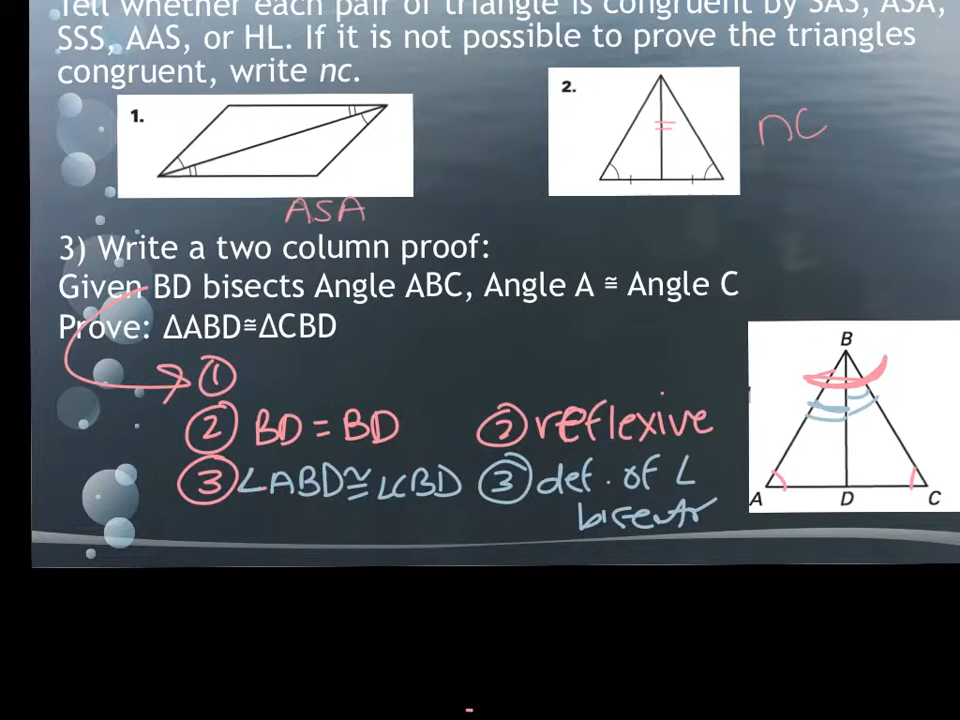 Tell whether each pair of triangle is congruent by SAS, ASA,
SSS, AAS, or HL. If it is not possible to prove the triangles
congruent, write nc.
1.
2.
nc
ASA
3) Write a two column proof:
Given BD bisects Angle ABC, Angle A ≅ Angle C
Prove: ΔABD≅ΔCBD
B
A D C
①
② BD = BD ② reflexive
③ ∠ABD≅∠CBD ③ def. of ∠